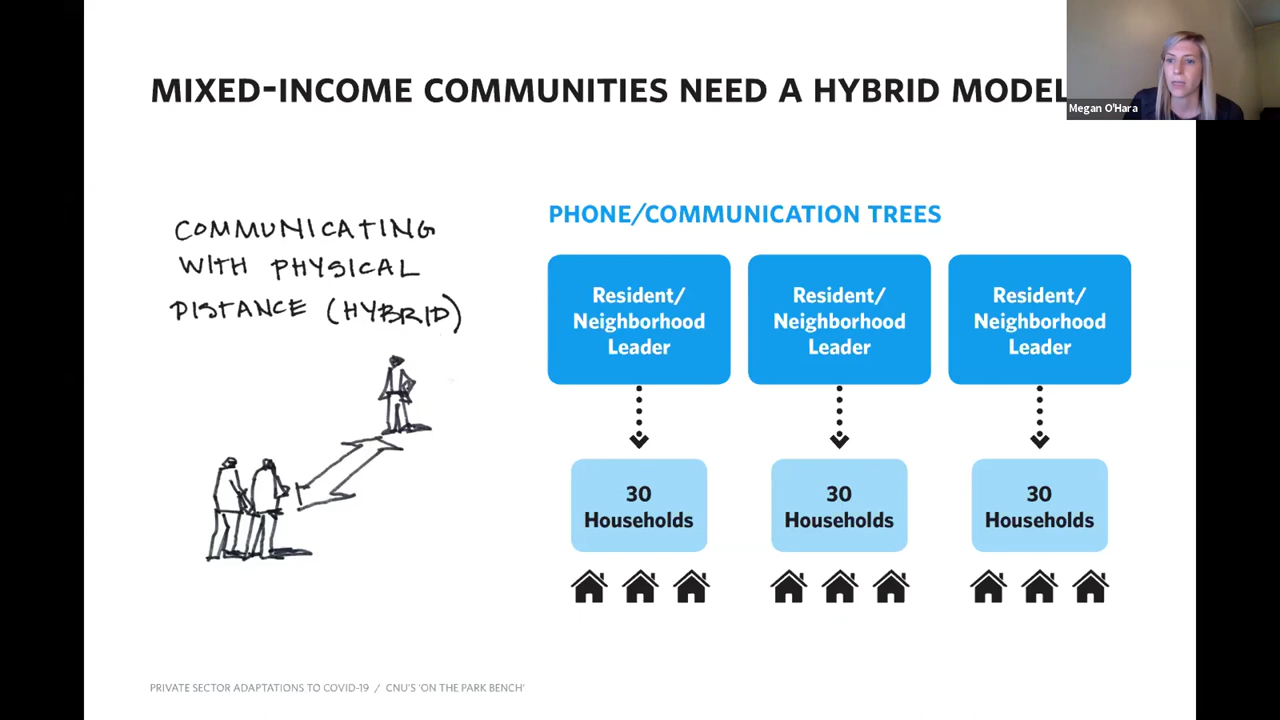 MIXED-INCOME COMMUNITIES NEED A HYBRID MODEL
Megan O'Hara
COMMUNICATING
WITH PHYSICAL
DISTANCE (HYBRID)
PHONE/COMMUNICATION TREES
Resident/
Neighborhood
Leader
Resident/
Neighborhood
Leader
Resident/
Neighborhood
Leader
30
Households
30
Households
30
Households
PRIVATE SECTOR ADAPTATIONS TO COVID-19 / CNU'S 'ON THE PARK BENCH'